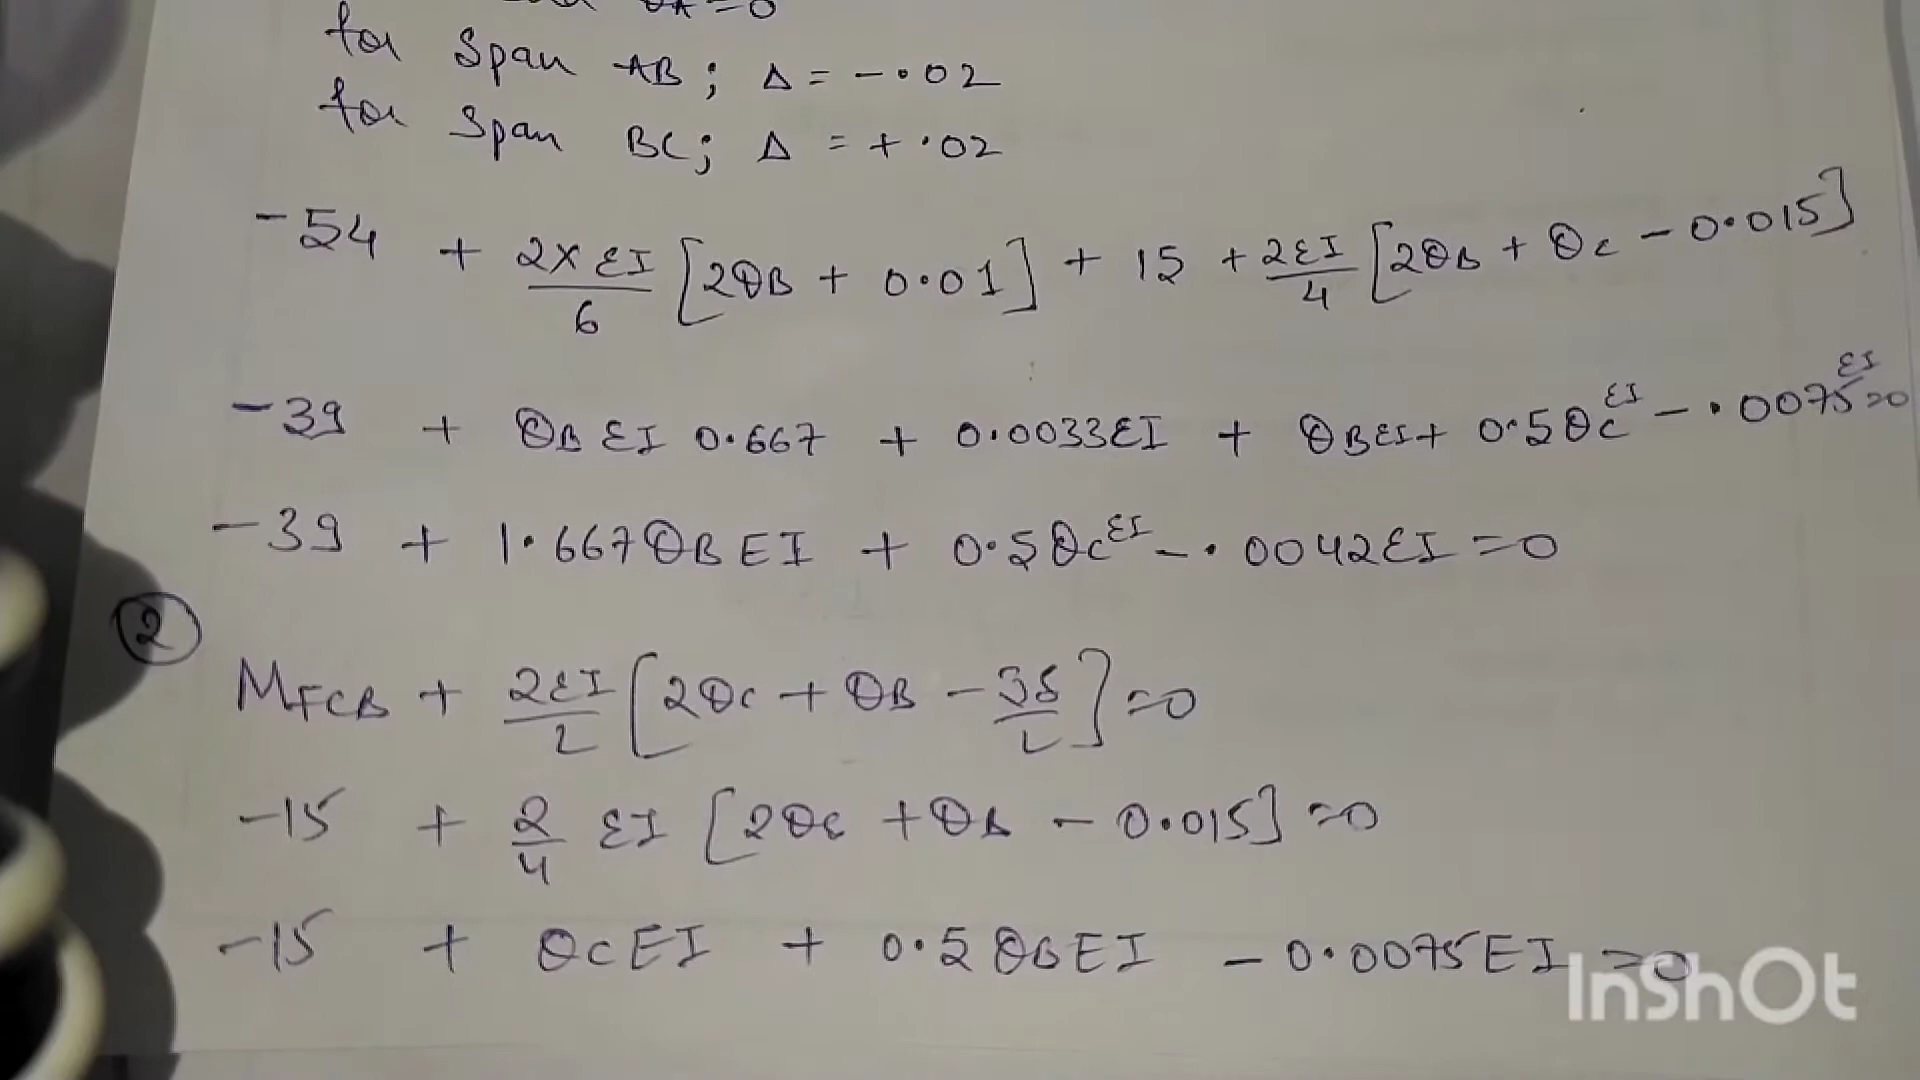 θA = 0
for Span AB; Δ = -.02
for Span BC; Δ = +.02
-54 + 2×EI/6 [2θB + 0.01] + 15 + 2EI/4 [2θB + θC - 0.015]
-39 + θB EI 0.667 + 0.0033EI + θBEI + 0.5θC EI - .0075 EI = 0
-39 + 1.667θBEI + 0.5θC EI - .0042EI = 0
2
MFCB + 2EI/L [2θC + θB - 3δ/L] = 0
-15 + 2/4 EI [2θC + θB - 0.015] = 0
-15 + θCEI + 0.5θBEI - 0.0075EI = 0
InShOt